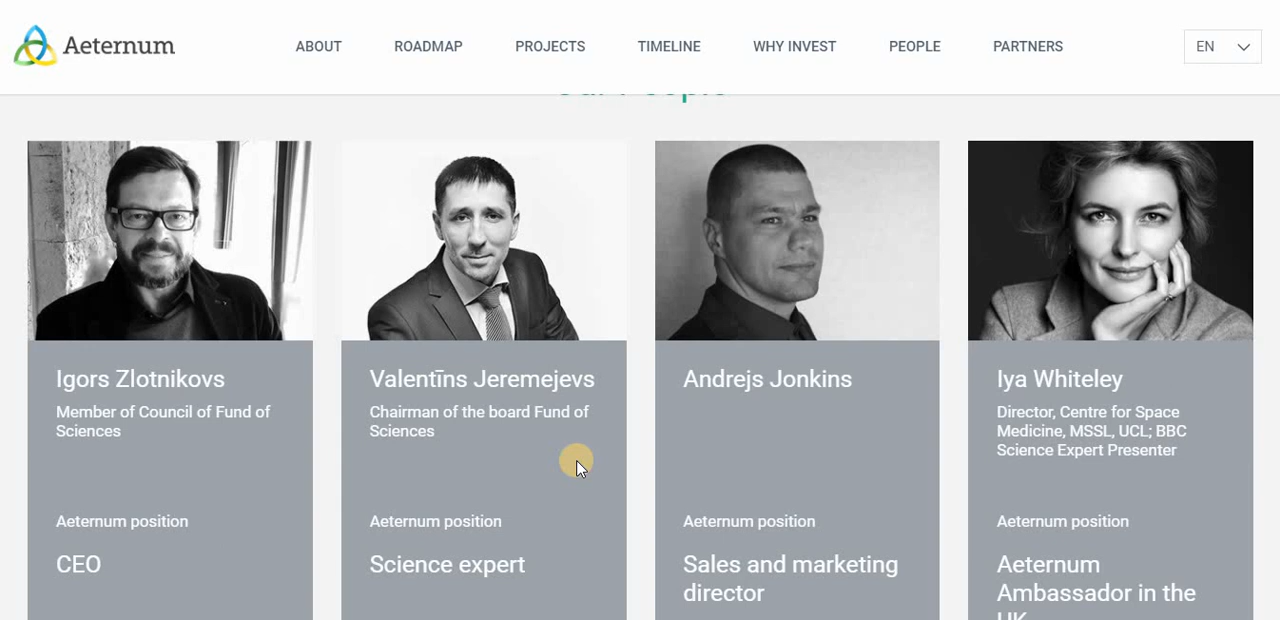 Aeternum
ABOUT
ROADMAP
PROJECTS
TIMELINE
WHY INVEST
PEOPLE
PARTNERS
EN
Our People
Igors Zlotnikovs
Member of Council of Fund of
Sciences
Aeternum position
CEO
Valentīns Jeremejevs
Chairman of the board Fund of
Sciences
Aeternum position
Science expert
Andrejs Jonkins
Aeternum position
Sales and marketing
director
Iya Whiteley
Director, Centre for Space
Medicine, MSSL, UCL; BBC
Science Expert Presenter
Aeternum position
Aeternum
Ambassador in the
UK